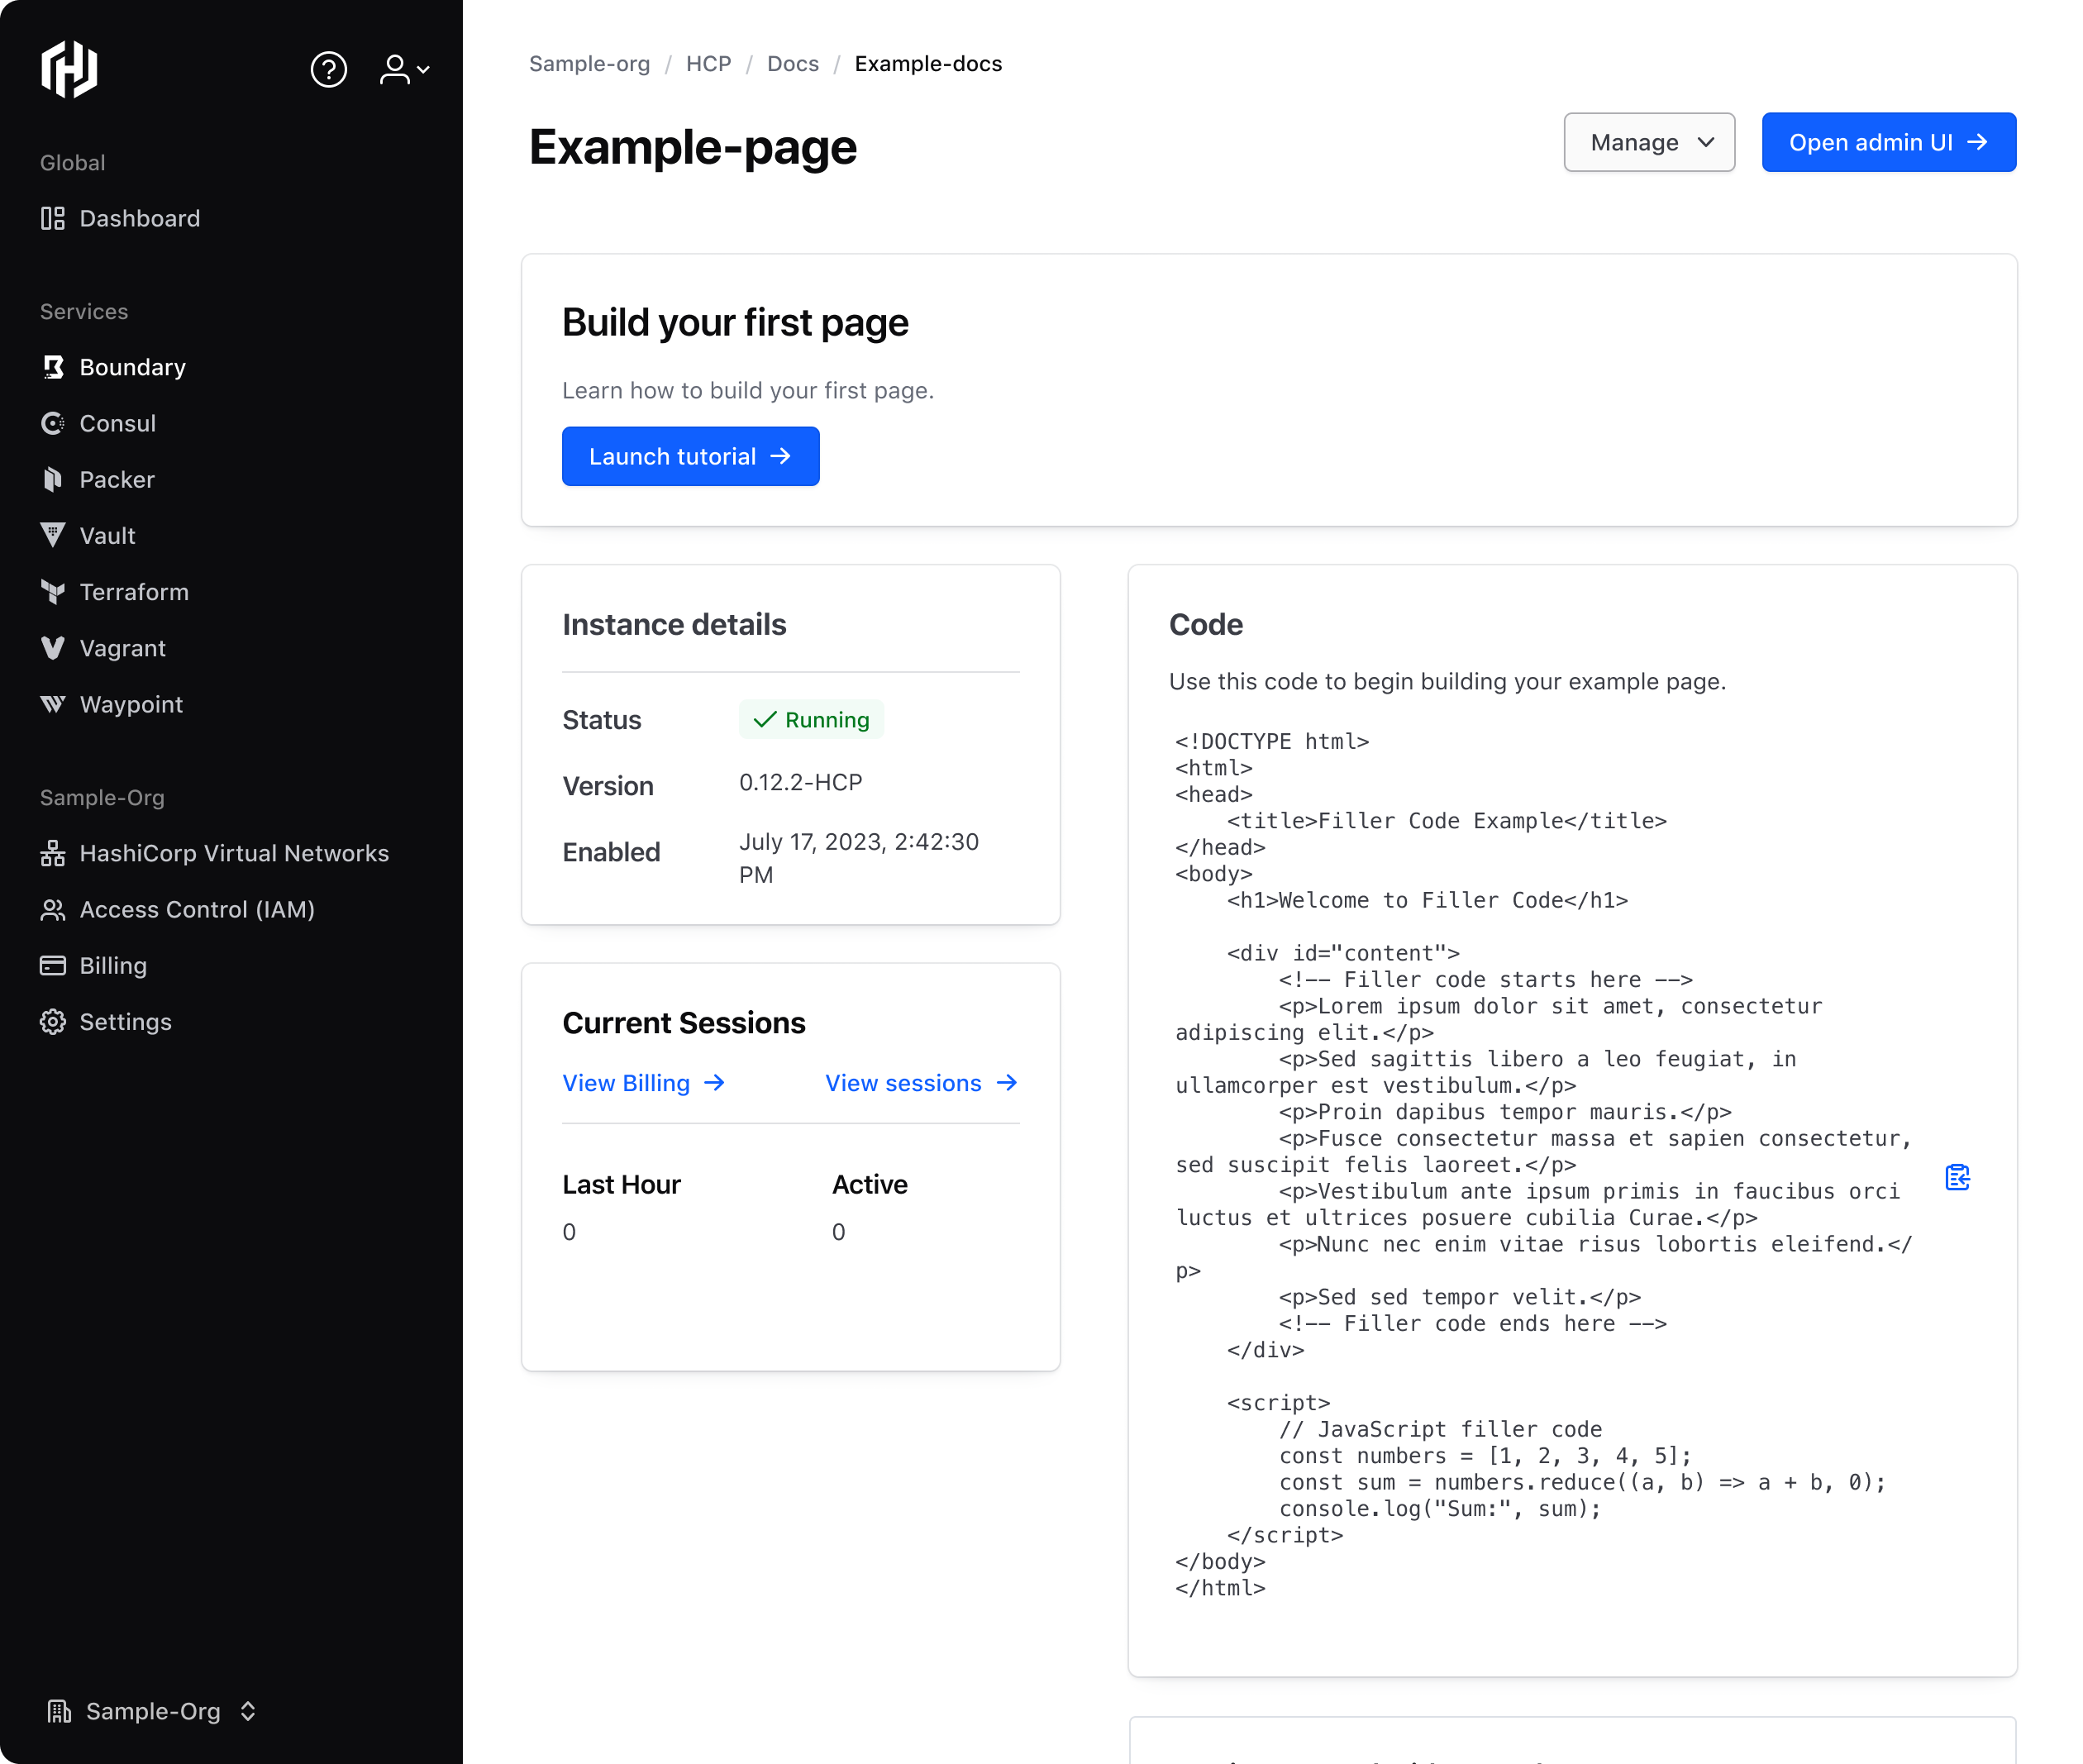 Global
Dashboard
Services
Boundary
Consul
Packer
Vault
Terraform
Vagrant
Waypoint
Sample-Org
HashiCorp Virtual Networks
Access Control (IAM)
Billing
Settings
Sample-Org
Sample-org / HCP / Docs / Example-docs
Example-page
Manage
Open admin UI
Build your first page
Learn how to build your first page.
Launch tutorial
Instance details
Status Running
Version 0.12.2-HCP
Enabled July 17, 2023, 2:42:30
PM
Current Sessions
View Billing View sessions
Last Hour Active
0 0
Code
Use this code to begin building your example page.
<!DOCTYPE html>
<html>
<head>
    <title>Filler Code Example</title>
</head>
<body>
    <h1>Welcome to Filler Code</h1>
    <div id="content">
        <!-- Filler code starts here -->
        <p>Lorem ipsum dolor sit amet, consectetur
adipiscing elit.</p>
        <p>Sed sagittis libero a leo feugiat, in
ullamcorper est vestibulum.</p>
        <p>Proin dapibus tempor mauris.</p>
        <p>Fusce consectetur massa et sapien consectetur,
sed suscipit felis laoreet.</p>
        <p>Vestibulum ante ipsum primis in faucibus orci
luctus et ultrices posuere cubilia Curae.</p>
        <p>Nunc nec enim vitae risus lobortis eleifend.</
p>
        <p>Sed sed tempor velit.</p>
        <!-- Filler code ends here -->
    </div>
    <script>
        // JavaScript filler code
        const numbers = [1, 2, 3, 4, 5];
        const sum = numbers.reduce((a, b) => a + b, 0);
        console.log("Sum:", sum);
    </script>
</body>
</html>